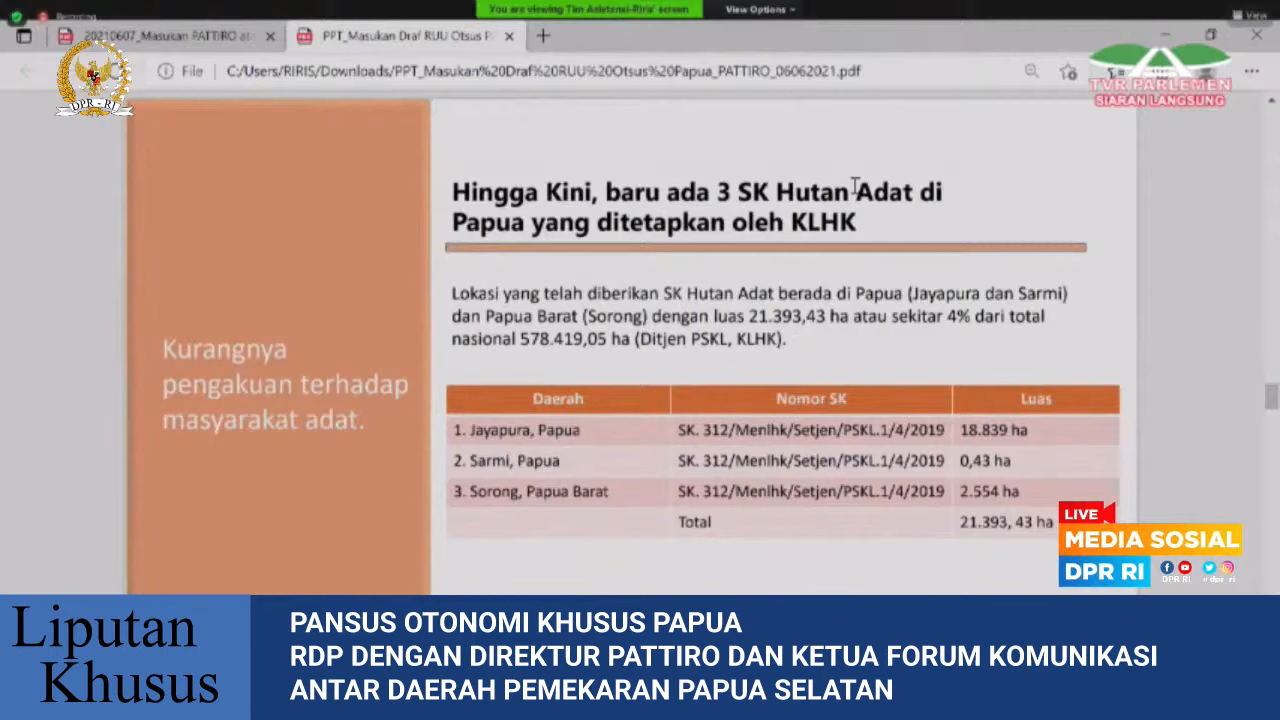 Recording
You are viewing Tim Asistensi-Riris' screen
View Options
View
20210607_Masukan PATTIRO at
PPT_Masukan Draf RUU Otsus P
File
C:/Users/RIRIS/Downloads/PPT_Masukan%20Draf%20RUU%20Otsus%20Papua_PATTIRO_06062021.pdf
DPR - RI
TVR PARLEMEN
SIARAN LANGSUNG
Hingga Kini, baru ada 3 SK Hutan Adat di
Papua yang ditetapkan oleh KLHK
Lokasi yang telah diberikan SK Hutan Adat berada di Papua (Jayapura dan Sarmi)
dan Papua Barat (Sorong) dengan luas 21.393,43 ha atau sekitar 4% dari total
nasional 578.419,05 ha (Ditjen PSKL, KLHK).
Kurangnya
pengakuan terhadap
masyarakat adat.
Daerah Nomor SK Luas
1. Jayapura, Papua SK. 312/Menlhk/Setjen/PSKL.1/4/2019 18.839 ha
2. Sarmi, Papua SK. 312/Menlhk/Setjen/PSKL.1/4/2019 0,43 ha
3. Sorong, Papua Barat SK. 312/Menlhk/Setjen/PSKL.1/4/2019 2.554 ha
Total 21.393, 43 ha
LIVE
MEDIA SOSIAL
DPR RI
DPR RI
dpr_ri
Liputan
Khusus
PANSUS OTONOMI KHUSUS PAPUA
RDP DENGAN DIREKTUR PATTIRO DAN KETUA FORUM KOMUNIKASI
ANTAR DAERAH PEMEKARAN PAPUA SELATAN